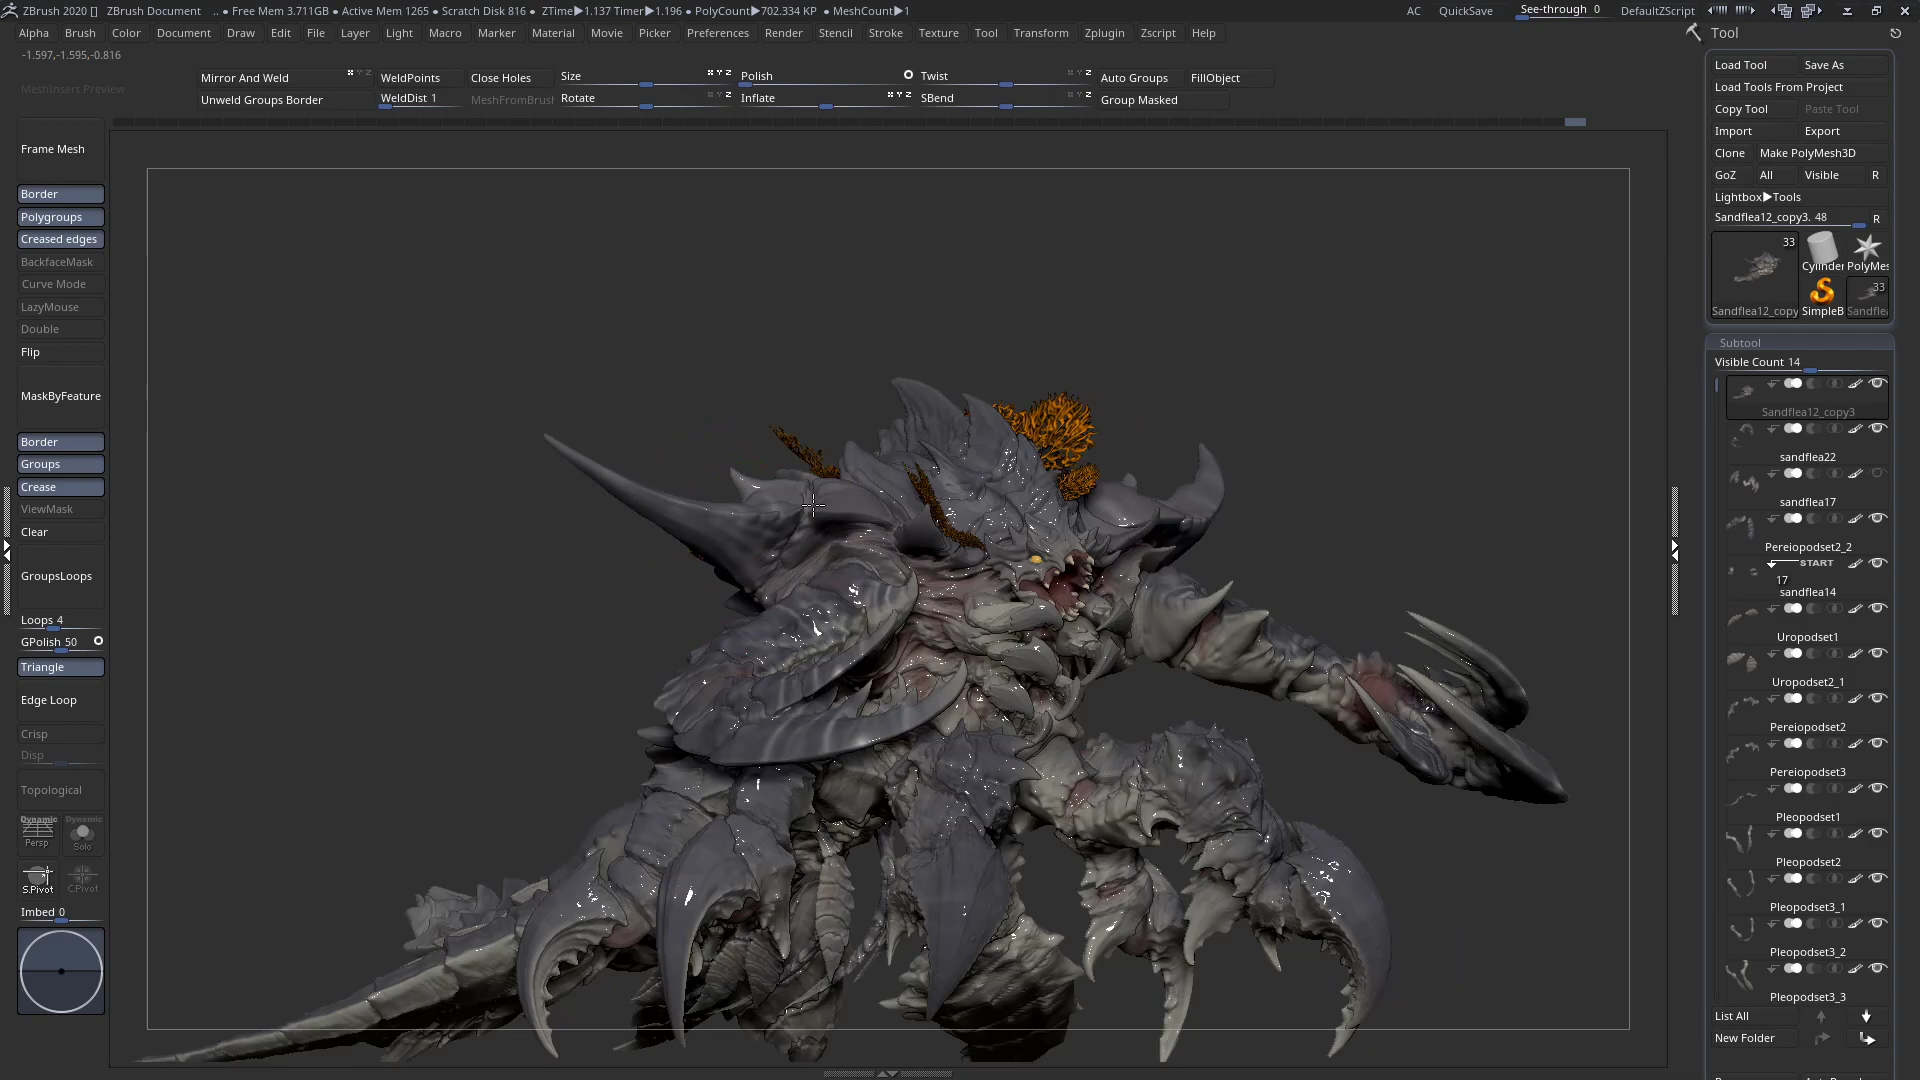 ZBrush 2020 [] ZBrush Document .. ● Free Mem 3.711GB ● Active Mem 1265 ● Scratch Disk 816 ● ZTime▶1.137 Timer▶1.196 ● PolyCount▶702.334 KP ● MeshCount▶1 AC QuickSave See-through 0 DefaultZScript
Alpha Brush Color Document Draw Edit File Layer Light Macro Marker Material Movie Picker Preferences Render Stencil Stroke Texture Tool Transform Zplugin Zscript Help
-1.597,-1.595,-0.816
MeshInsert Preview
Mirror And Weld WeldPoints Close Holes Size Polish Twist Auto Groups FillObject
Unweld Groups Border WeldDist 1 MeshFromBrush Rotate Inflate SBend Group Masked
Frame Mesh
Border
Polygroups
Creased edges
BackfaceMask
Curve Mode
LazyMouse
Double
Flip
MaskByFeature
Border
Groups
Crease
ViewMask
Clear
GroupsLoops
Loops 4
GPolish 50
Triangle
Edge Loop
Crisp
Disp
Topological
Dynamic Dynamic
Persp Solo
S.Pivot C.Pivot
Imbed 0
Tool
Load Tool Save As
Load Tools From Project
Copy Tool Paste Tool
Import Export
Clone Make PolyMesh3D
GoZ All Visible R
Lightbox▶Tools
Sandflea12_copy3. 48 R
33
Cylinder PolyMes
33
Sandflea12_copy SimpleB Sandflea
Subtool
Visible Count 14
Sandflea12_copy3
sandflea22
sandflea17
Pereiopodset2_2
START
17
sandflea14
Uropodset1
Uropodset2_1
Pereiopodset2
Pereiopodset3
Pleopodset1
Pleopodset2
Pleopodset3_1
Pleopodset3_2
Pleopodset3_3
List All
New Folder